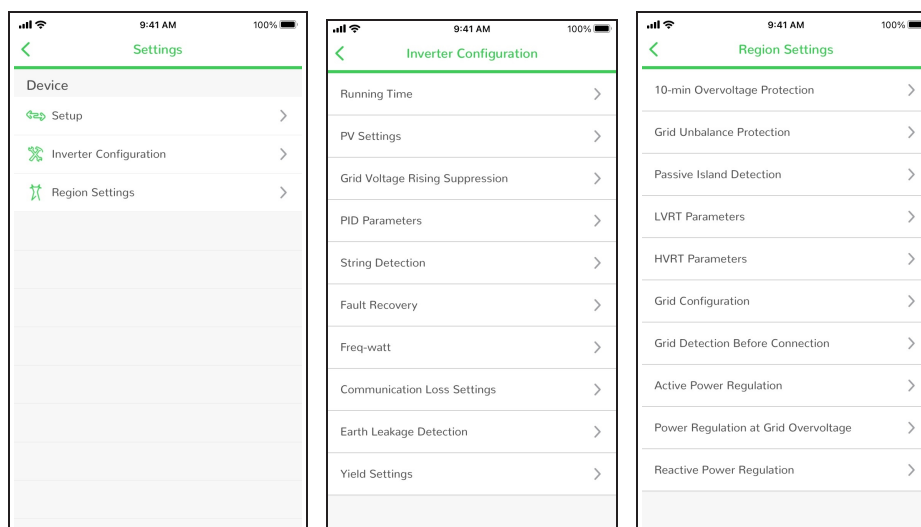 9:41 AM
100%
Settings
Device
Setup
Inverter Configuration
Region Settings
9:41 AM
100%
Inverter Configuration
Running Time
PV Settings
Grid Voltage Rising Suppression
PID Parameters
String Detection
Fault Recovery
Freq-watt
Communication Loss Settings
Earth Leakage Detection
Yield Settings
9:41 AM
100%
Region Settings
10-min Overvoltage Protection
Grid Unbalance Protection
Passive Island Detection
LVRT Parameters
HVRT Parameters
Grid Configuration
Grid Detection Before Connection
Active Power Regulation
Power Regulation at Grid Overvoltage
Reactive Power Regulation